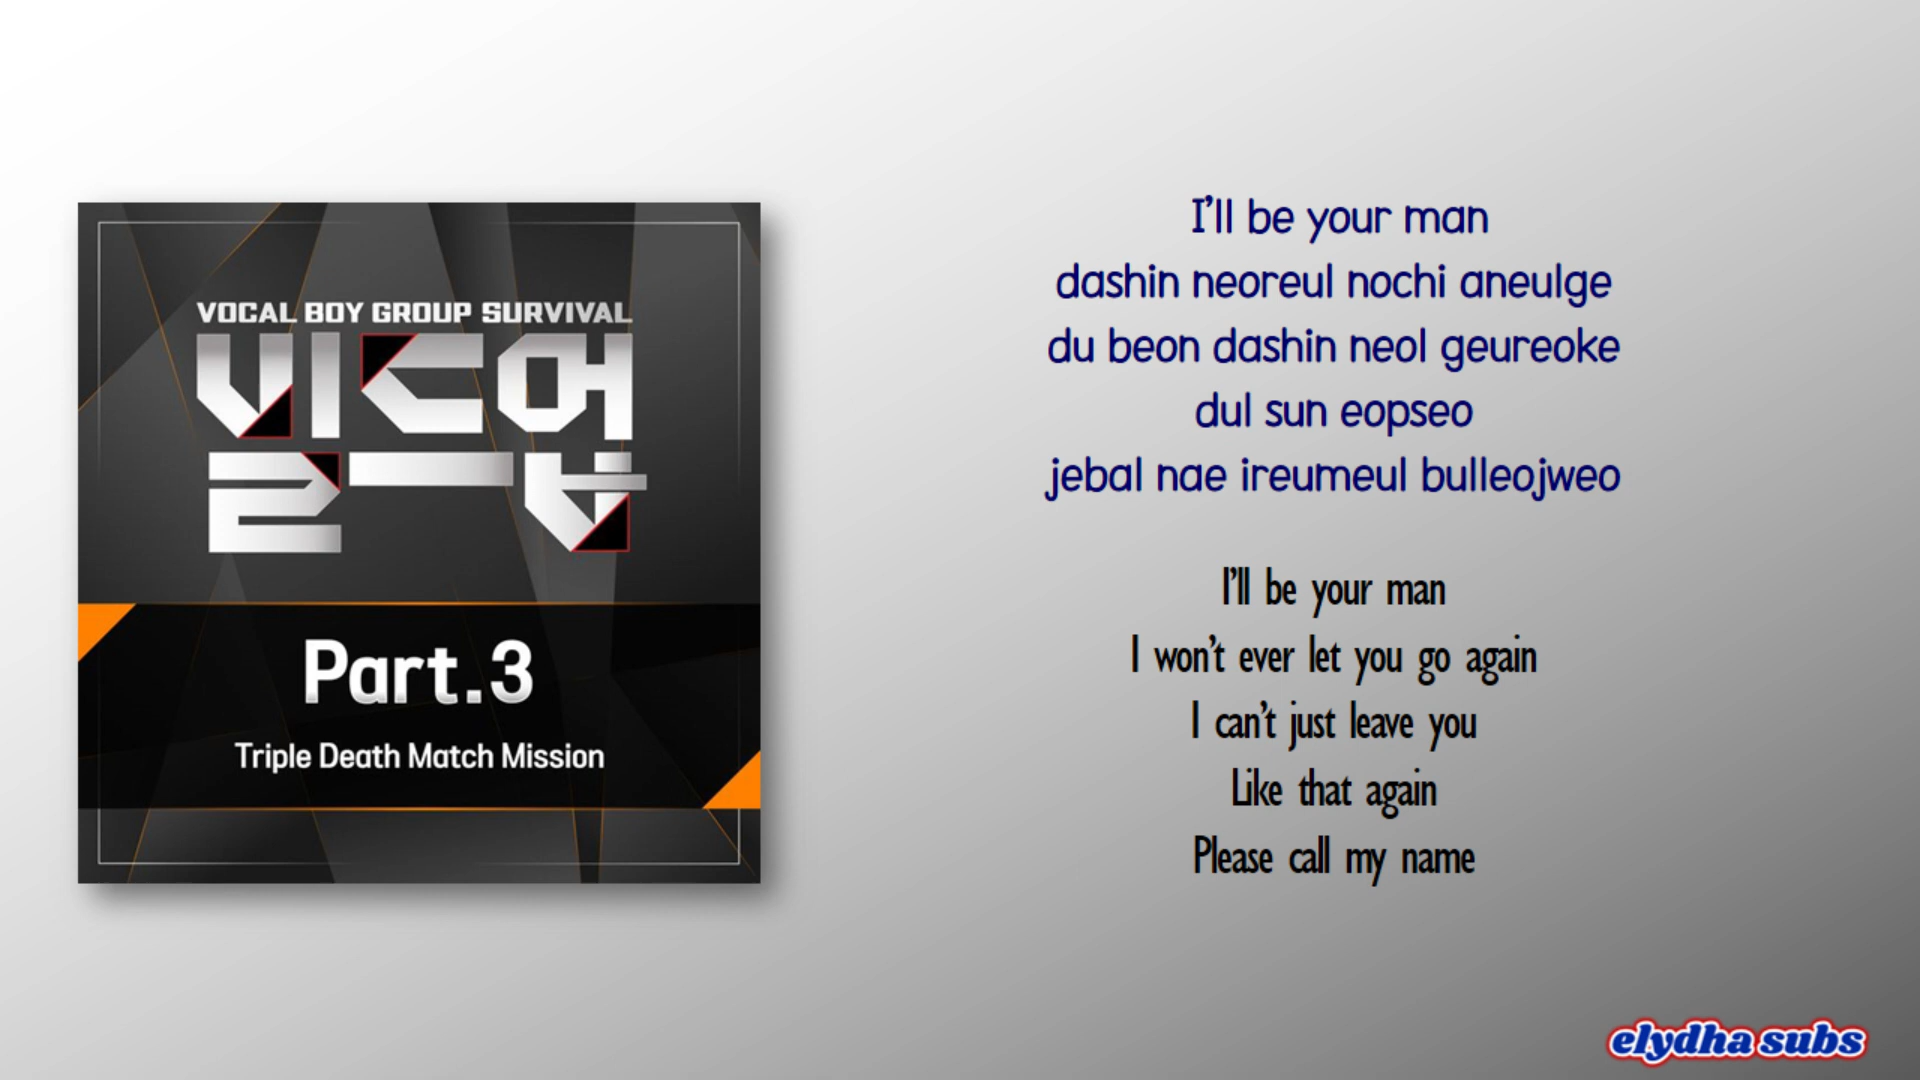 VOCAL BOY GROUP SURVIVAL
빌드업
Part.3
Triple Death Match Mission
I'll be your man
dashin neoreul nochi aneulge
du beon dashin neol geureoke
dul sun eopseo
jebal nae ireumeul bulleojweo
I'll be your man
I won't ever let you go again
I can't just leave you
Like that again
Please call my name
elydha subs